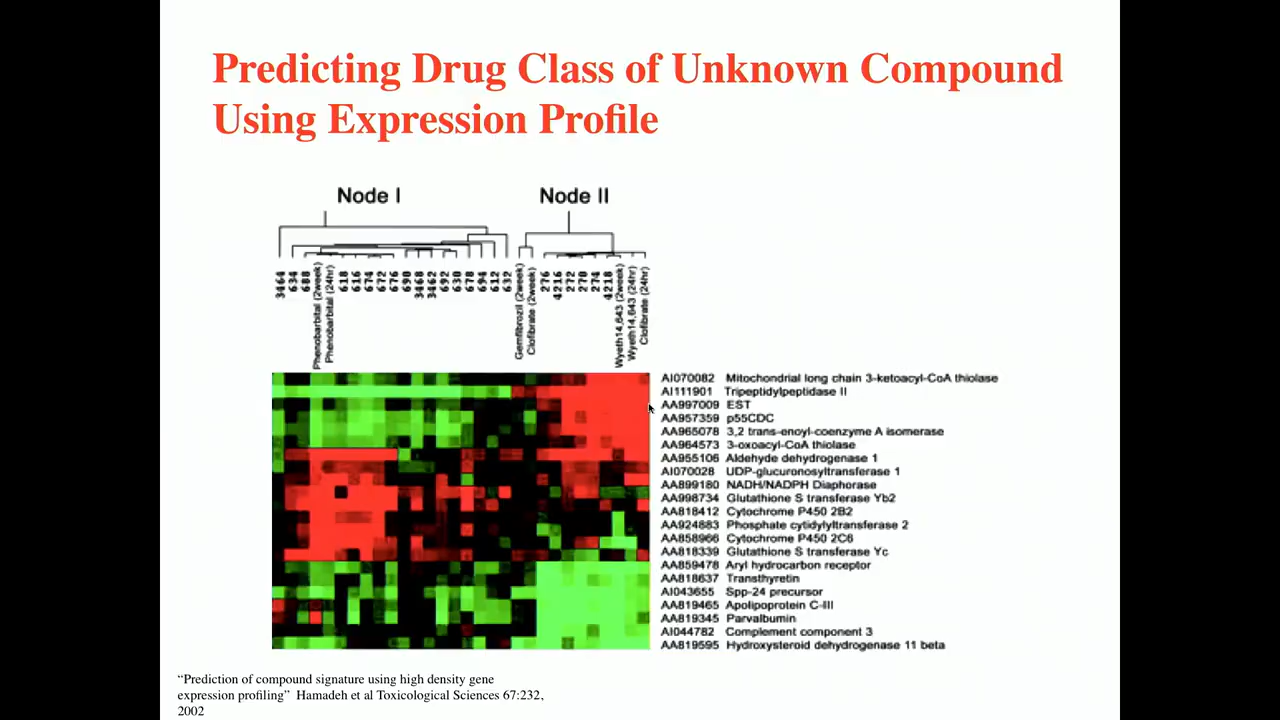 Predicting Drug Class of Unknown Compound
Using Expression Profile
Node I
Node II
3464
634
688
Phenobarbital (2week)
Phenobarbital (24hr)
618
616
674
672
676
690
3468
3462
692
630
678
694
612
632
Gemfibrozil (2week)
Clofibrate (2week)
276
4216
272
270
274
4218
Wyeth14,643 (2week)
Wyeth14,643 (24hr)
Clofibrate (24hr)
AI070082 Mitochondrial long chain 3-ketoacyl-CoA thiolase
AI111901 Tripeptidylpeptidase II
AA997009 EST
AA957359 p55CDC
AA965078 3,2 trans-enoyl-coenzyme A isomerase
AA964573 3-oxoacyl-CoA thiolase
AA955106 Aldehyde dehydrogenase 1
AI070028 UDP-glucuronosyltransferase 1
AA899180 NADH/NADPH Diaphorase
AA998734 Glutathione S transferase Yb2
AA818412 Cytochrome P450 2B2
AA924883 Phosphate cytidylyltransferase 2
AA858966 Cytochrome P450 2C6
AA818339 Glutathione S transferase Yc
AA859478 Aryl hydrocarbon receptor
AA818637 Transthyretin
AI043655 Spp-24 precursor
AA819465 Apolipoprotein C-III
AA819345 Parvalbumin
AI044782 Complement component 3
AA819595 Hydroxysteroid dehydrogenase 11 beta
“Prediction of compound signature using high density gene
expression profiling” Hamadeh et al Toxicological Sciences 67:232,
2002